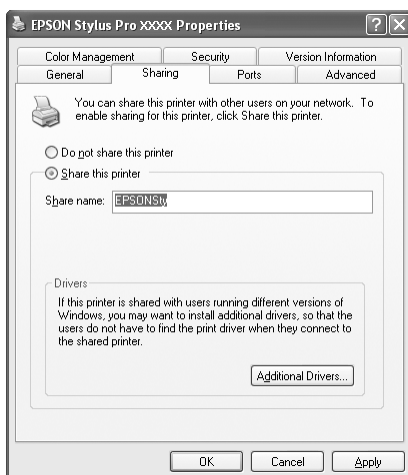 EPSON Stylus Pro XXXX Properties
Color Management Security Version Information
General Sharing Ports Advanced
You can share this printer with other users on your network. To
enable sharing for this printer, click Share this printer.
Do not share this printer
Share this printer
Share name: EPSONSty
Drivers
If this printer is shared with users running different versions of
Windows, you may want to install additional drivers, so that the
users do not have to find the print driver when they connect to
the shared printer.
Additional Drivers...
OK Cancel Apply